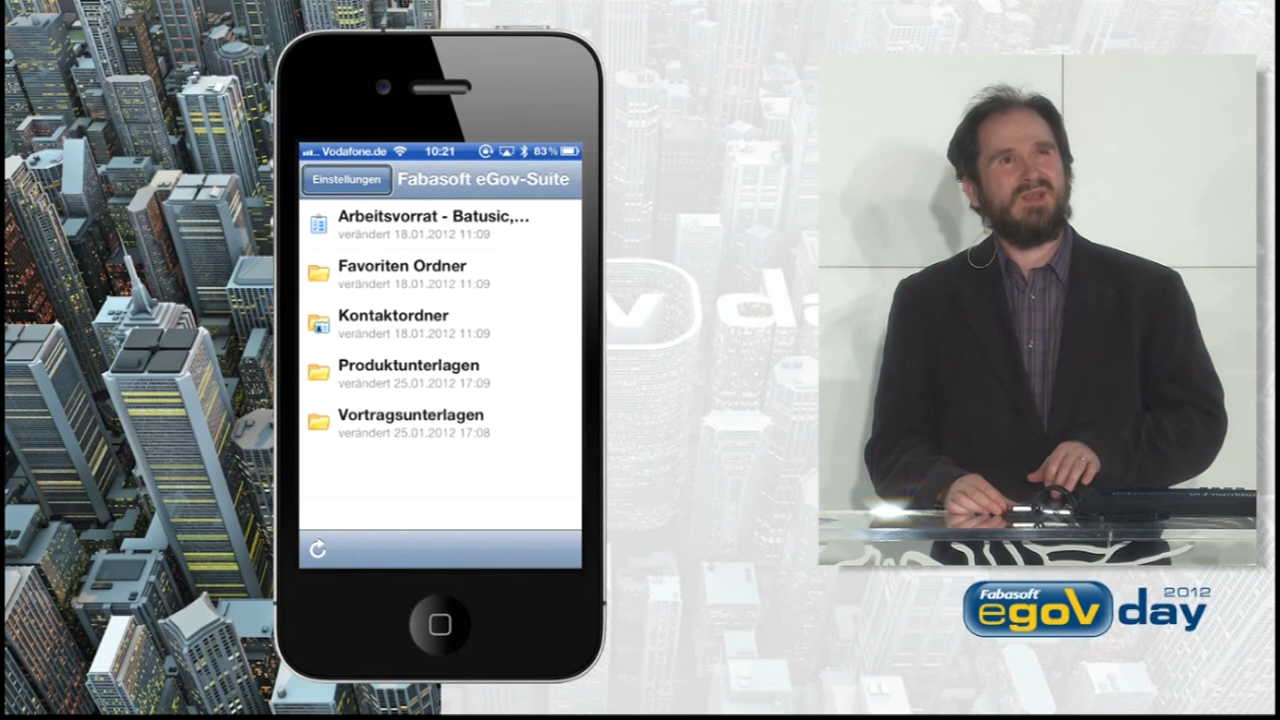 Vodafone.de 10:21 83%
Einstellungen
Fabasoft eGov-Suite
Arbeitsvorrat - Batusic,...
verändert 18.01.2012 11:09
Favoriten Ordner
verändert 18.01.2012 11:09
Kontaktordner
verändert 18.01.2012 11:09
Produktunterlagen
verändert 25.01.2012 17:09
Vortragsunterlagen
verändert 25.01.2012 17:08
v da
Fabasoft
egov day 2012